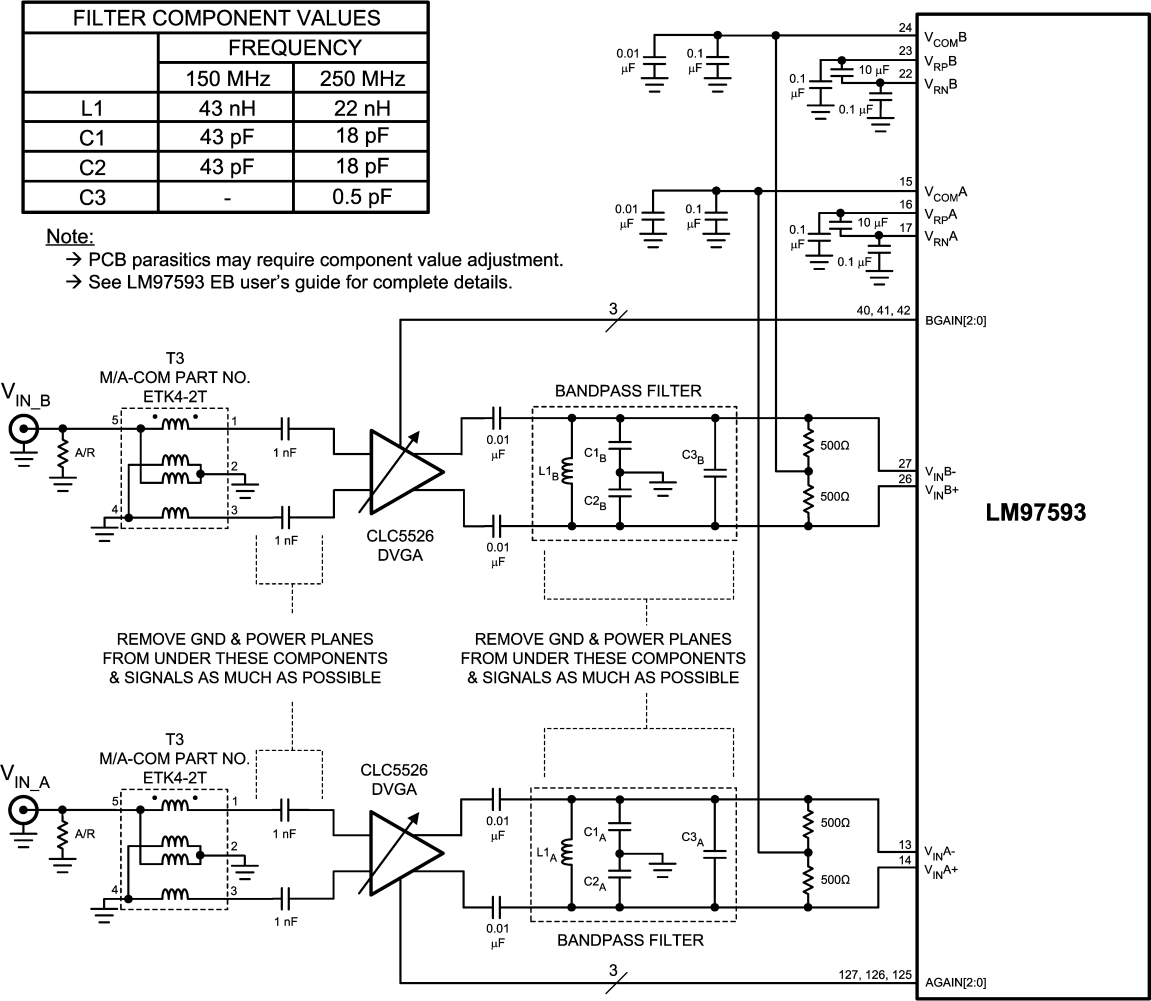 FILTER COMPONENT VALUES
FREQUENCY
150 MHz 250 MHz
L1 43 nH 22 nH
C1 43 pF 18 pF
C2 43 pF 18 pF
C3 - 0.5 pF
Note:
→ PCB parasitics may require component value adjustment.
→ See LM97593 EB user's guide for complete details.
0.01 µF
0.1 µF
24 VCOMB
23 VRPB
22 VRNB
0.1 µF
10 µF
0.1 µF
0.01 µF
0.1 µF
15 VCOMA
16 VRPA
17 VRNA
0.1 µF
10 µF
0.1 µF
3
40, 41, 42 BGAIN[2:0]
T3
M/A-COM PART NO.
ETK4-2T
VIN_B
A/R
5
1
2
4
3
1 nF
1 nF
CLC5526
DVGA
0.01
µF
0.01
µF
BANDPASS FILTER
L1B
C1B
C2B
C3B
500Ω
500Ω
27 VINB-
26 VINB+
LM97593
REMOVE GND & POWER PLANES
FROM UNDER THESE COMPONENTS
& SIGNALS AS MUCH AS POSSIBLE
REMOVE GND & POWER PLANES
FROM UNDER THESE COMPONENTS
& SIGNALS AS MUCH AS POSSIBLE
T3
M/A-COM PART NO.
ETK4-2T
VIN_A
A/R
5
1
2
4
3
1 nF
1 nF
CLC5526
DVGA
0.01
µF
0.01
µF
L1A
C1A
C2A
C3A
BANDPASS FILTER
500Ω
500Ω
13 VINA-
14 VINA+
3
127, 126, 125 AGAIN[2:0]